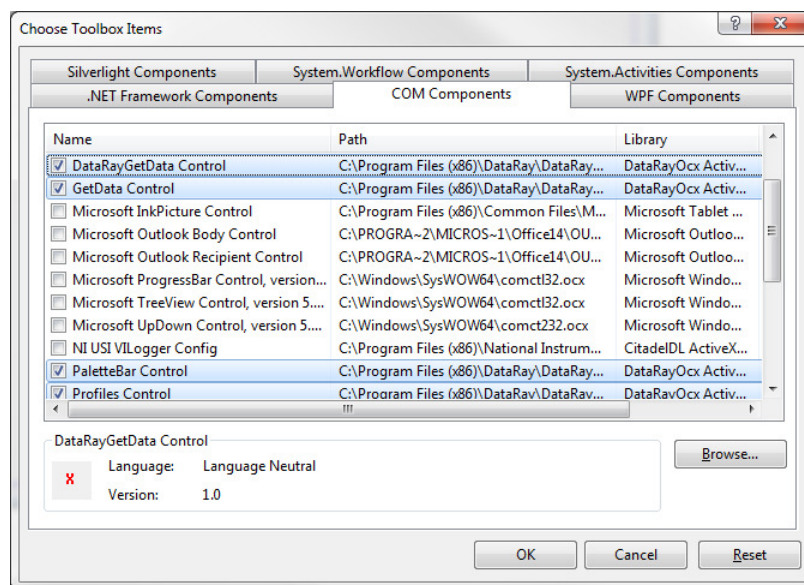 Choose Toolbox Items
Silverlight Components System.Workflow Components System.Activities Components
.NET Framework Components COM Components WPF Components
Name Path Library
DataRayGetData Control C:\Program Files (x86)\DataRay\DataRay... DataRayOcx Activ...
GetData Control C:\Program Files (x86)\DataRay\DataRay... DataRayOcx Activ...
Microsoft InkPicture Control C:\Program Files (x86)\Common Files\M... Microsoft Tablet ...
Microsoft Outlook Body Control C:\PROGRA~2\MICROS~1\Office14\OU... Microsoft Outloo...
Microsoft Outlook Recipient Control C:\PROGRA~2\MICROS~1\Office14\OU... Microsoft Outloo...
Microsoft ProgressBar Control, version... C:\Windows\SysWOW64\comctl32.ocx Microsoft Windo...
Microsoft TreeView Control, version 5.... C:\Windows\SysWOW64\comctl32.ocx Microsoft Windo...
Microsoft UpDown Control, version 5.... C:\Windows\SysWOW64\comct232.ocx Microsoft Windo...
NI USI VILogger Config C:\Program Files (x86)\National Instrum... CitadelDL ActiveX...
PaletteBar Control C:\Program Files (x86)\DataRay\DataRay... DataRayOcx Activ...
Profiles Control C:\Program Files (x86)\DataRay\DataRay... DataRayOcx Activ...
DataRayGetData Control
Browse...
Language: Language Neutral
Version: 1.0
OK Cancel Reset